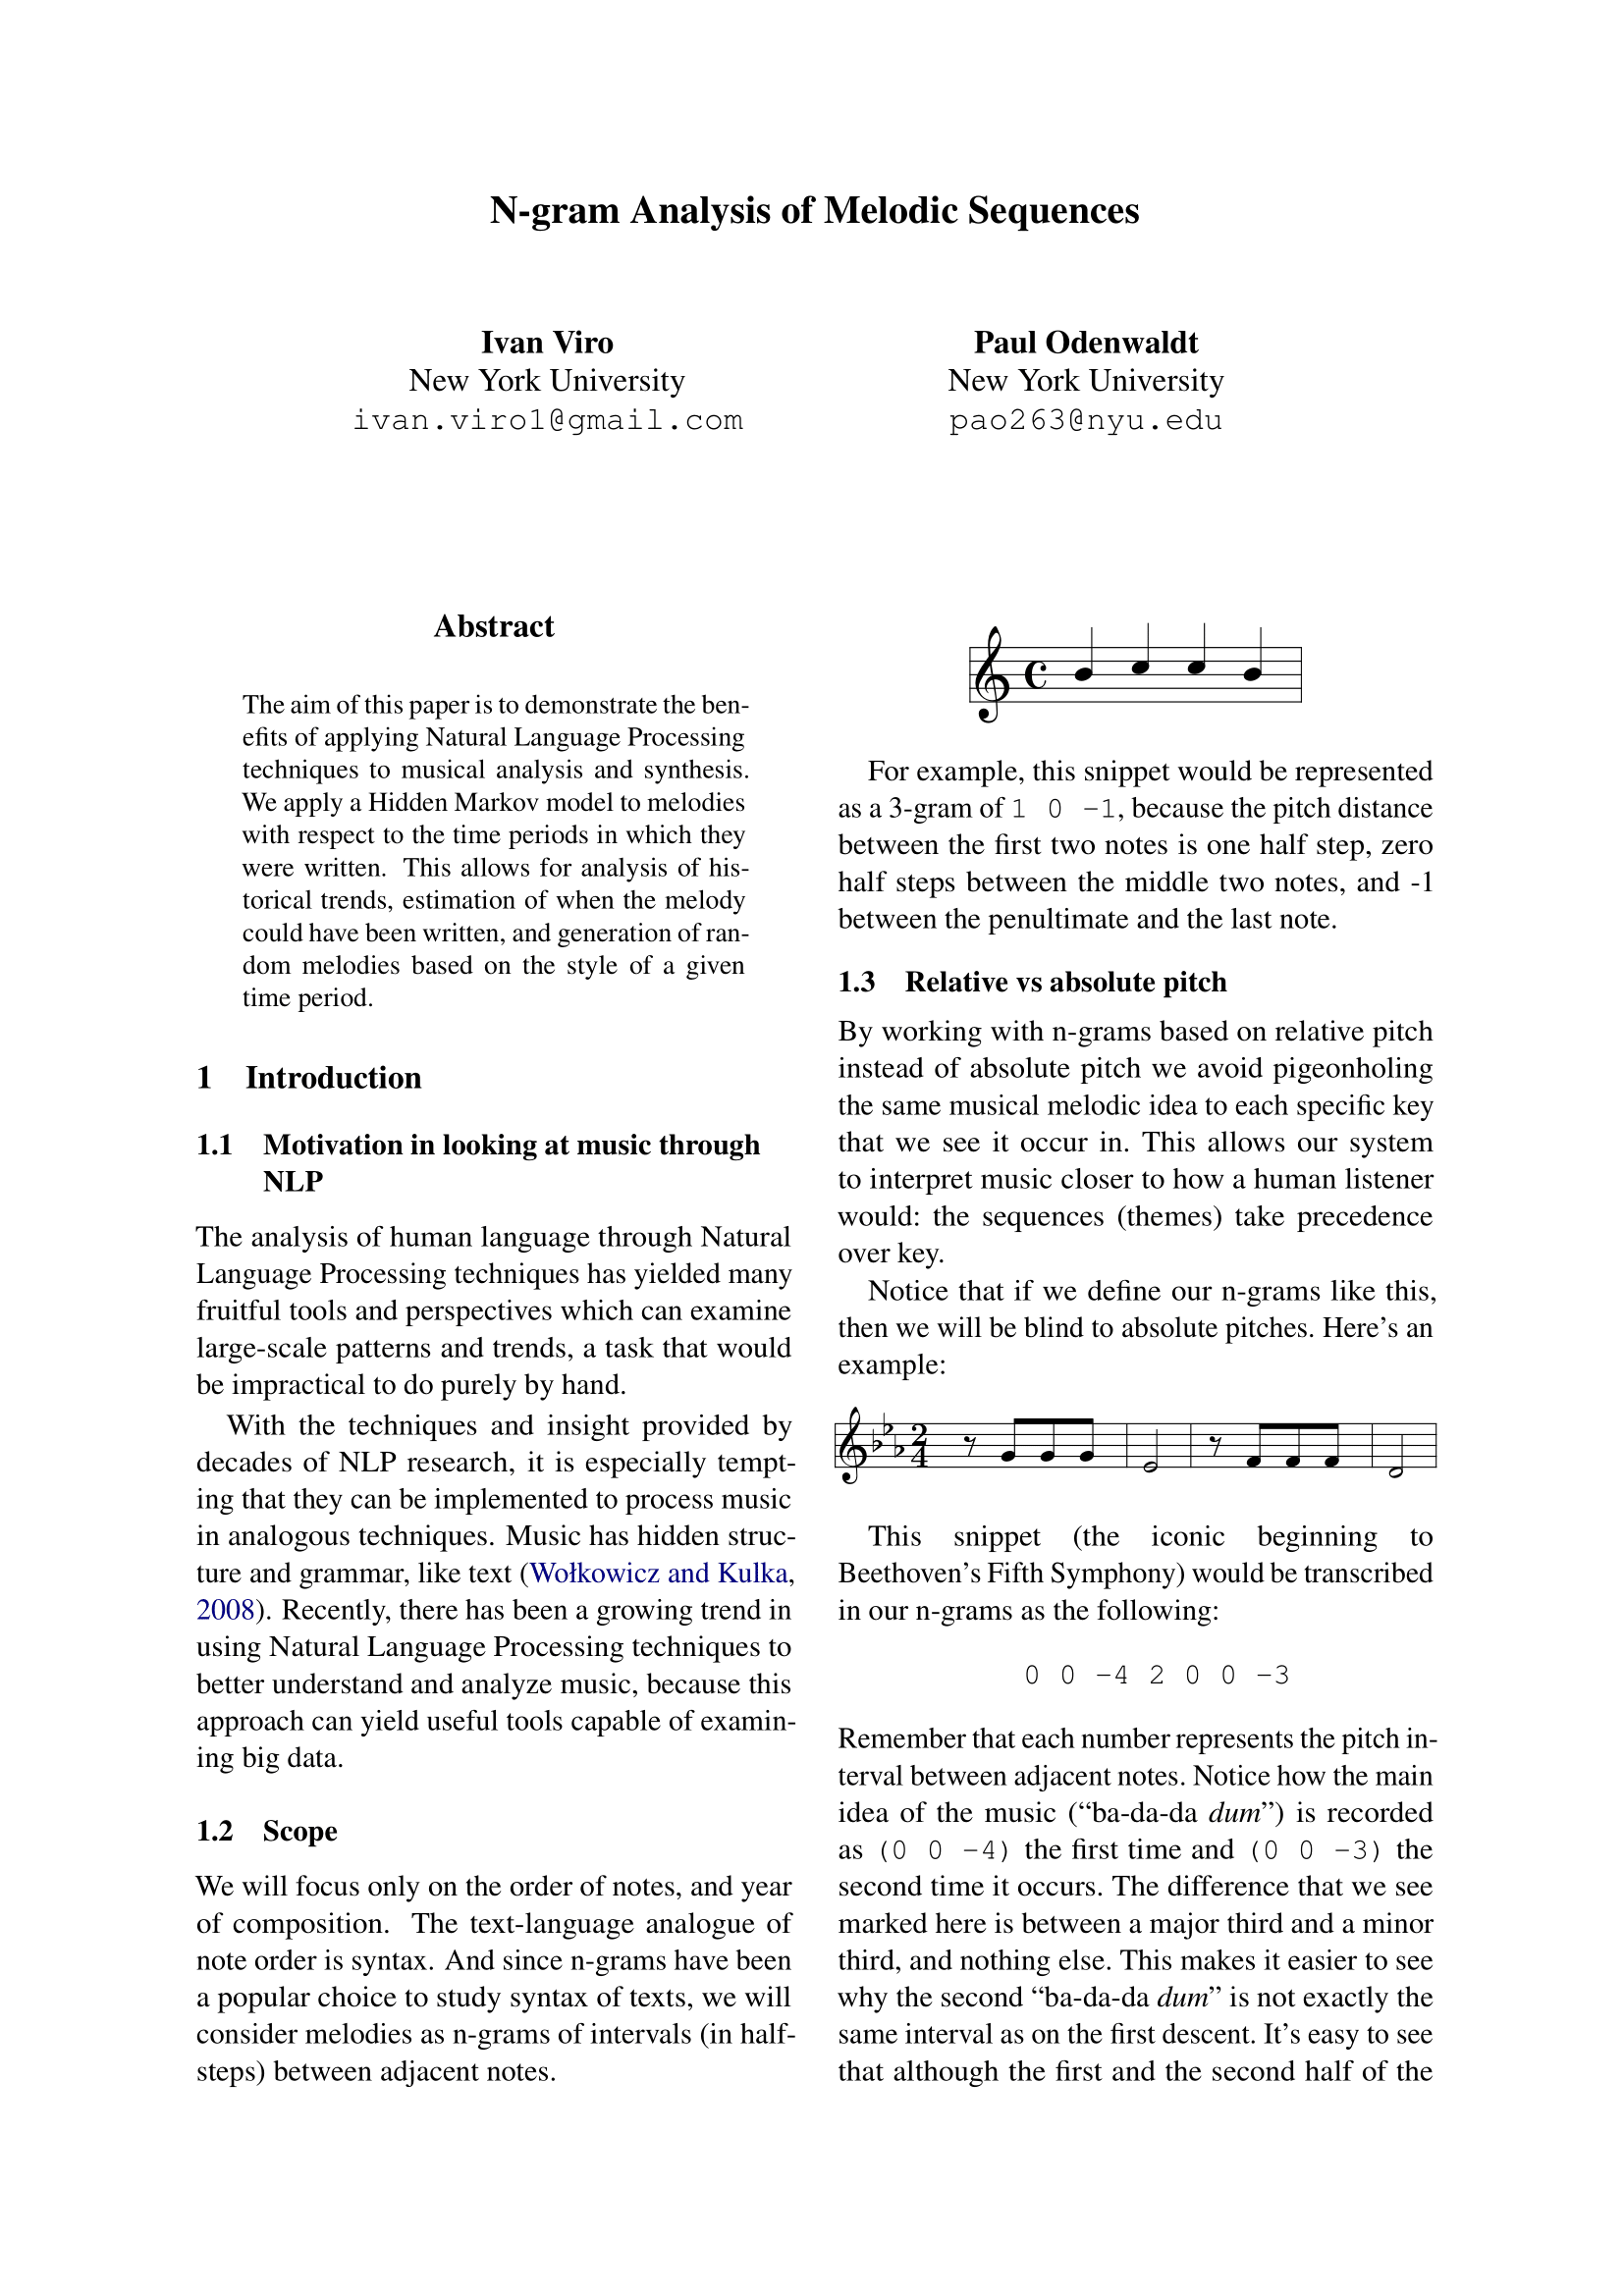 N-gram Analysis of Melodic Sequences
Ivan Viro
New York University
ivan.viro1@gmail.com
Paul Odenwaldt
New York University
pao263@nyu.edu
Abstract
The aim of this paper is to demonstrate the ben-
efits of applying Natural Language Processing
techniques to musical analysis and synthesis.
We apply a Hidden Markov model to melodies
with respect to the time periods in which they
were written. This allows for analysis of his-
torical trends, estimation of when the melody
could have been written, and generation of ran-
dom melodies based on the style of a given
time period.
1 Introduction
1.1 Motivation in looking at music through
NLP
The analysis of human language through Natural
Language Processing techniques has yielded many
fruitful tools and perspectives which can examine
large-scale patterns and trends, a task that would
be impractical to do purely by hand.
With the techniques and insight provided by
decades of NLP research, it is especially tempt-
ing that they can be implemented to process music
in analogous techniques. Music has hidden struc-
ture and grammar, like text (Wołkowicz and Kulka,
2008). Recently, there has been a growing trend in
using Natural Language Processing techniques to
better understand and analyze music, because this
approach can yield useful tools capable of examin-
ing big data.
1.2 Scope
We will focus only on the order of notes, and year
of composition. The text-language analogue of
note order is syntax. And since n-grams have been
a popular choice to study syntax of texts, we will
consider melodies as n-grams of intervals (in half-
steps) between adjacent notes.
For example, this snippet would be represented
as a 3-gram of 1 0 -1, because the pitch distance
between the first two notes is one half step, zero
half steps between the middle two notes, and -1
between the penultimate and the last note.
1.3 Relative vs absolute pitch
By working with n-grams based on relative pitch
instead of absolute pitch we avoid pigeonholing
the same musical melodic idea to each specific key
that we see it occur in. This allows our system
to interpret music closer to how a human listener
would: the sequences (themes) take precedence
over key.
Notice that if we define our n-grams like this,
then we will be blind to absolute pitches. Here's an
example:
2
4
This snippet (the iconic beginning to
Beethoven's Fifth Symphony) would be transcribed
in our n-grams as the following:
0 0 -4 2 0 0 -3
Remember that each number represents the pitch in-
terval between adjacent notes. Notice how the main
idea of the music (“ba-da-da dum”) is recorded
as (0 0 -4) the first time and (0 0 -3) the
second time it occurs. The difference that we see
marked here is between a major third and a minor
third, and nothing else. This makes it easier to see
why the second “ba-da-da dum” is not exactly the
same interval as on the first descent. It's easy to see
that although the first and the second half of the